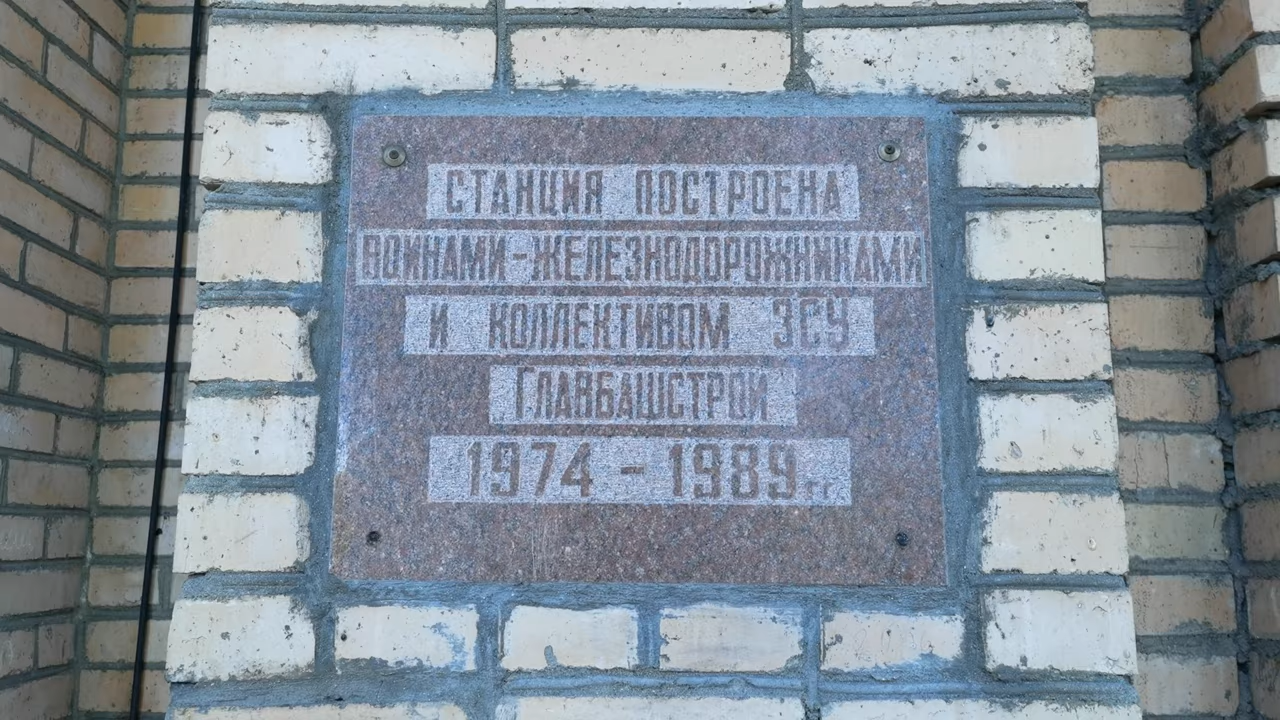 СТАНЦИЯ ПОСТРОЕНА
ВОИНАМИ-ЖЕЛЕЗНОДОРОЖНИКАМИ
И КОЛЛЕКТИВОМ ЗСУ
ГЛАВБАШСТРОЙ
1974 - 1989 гг